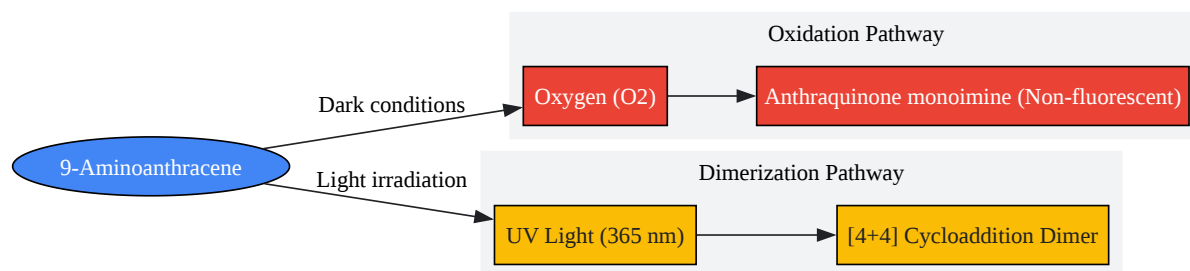 Oxidation Pathway
Oxygen (O2)
Anthraquinone monoimine (Non-fluorescent)
Dark conditions
9-Aminoanthracene
Light irradiation
Dimerization Pathway
UV Light (365 nm)
[4+4] Cycloaddition Dimer